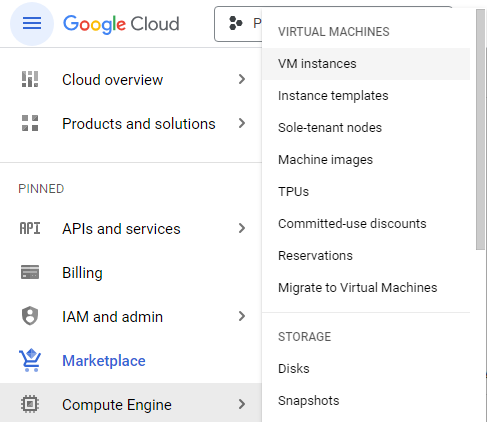 Google Cloud
P
Cloud overview
Products and solutions
PINNED
API APIs and services
Billing
IAM and admin
Marketplace
Compute Engine
VIRTUAL MACHINES
VM instances
Instance templates
Sole-tenant nodes
Machine images
TPUs
Committed-use discounts
Reservations
Migrate to Virtual Machines
STORAGE
Disks
Snapshots